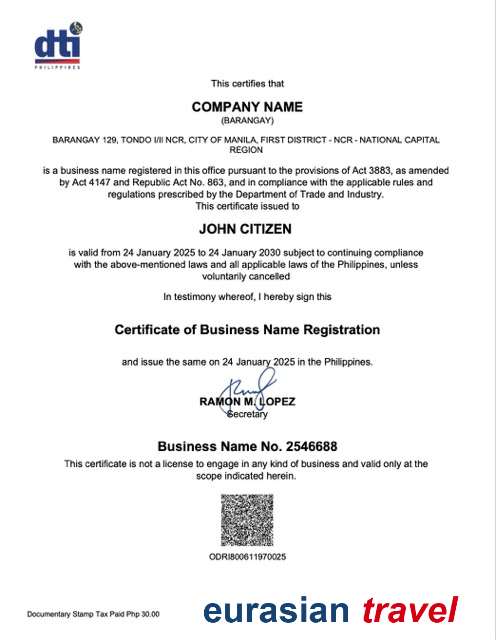 dti
PHILIPPINES
This certifies that
COMPANY NAME
(BARANGAY)
BARANGAY 129, TONDO I/II NCR, CITY OF MANILA, FIRST DISTRICT - NCR - NATIONAL CAPITAL
REGION
is a business name registered in this office pursuant to the provisions of Act 3883, as amended
by Act 4147 and Republic Act No. 863, and in compliance with the applicable rules and
regulations prescribed by the Department of Trade and Industry.
This certificate issued to
JOHN CITIZEN
is valid from 24 January 2025 to 24 January 2030 subject to continuing compliance
with the above-mentioned laws and all applicable laws of the Philippines, unless
voluntarily cancelled
In testimony whereof, I hereby sign this
Certificate of Business Name Registration
and issue the same on 24 January 2025 in the Philippines.
RAMON M. LOPEZ
Secretary
Business Name No. 2546688
This certificate is not a license to engage in any kind of business and valid only at the
scope indicated herein.
ODRI800611970025
Documentary Stamp Tax Paid Php 30.00
eurasian travel